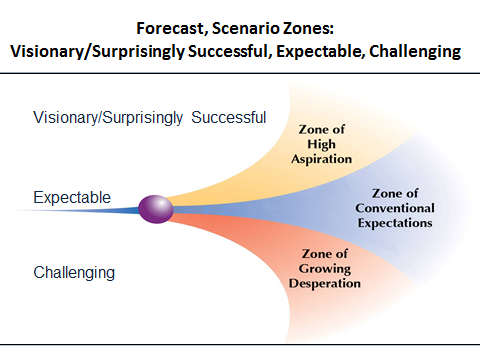 Forecast, Scenario Zones:
Visionary/Surprisingly Successful, Expectable, Challenging
Visionary/Surprisingly Successful
Zone of
High
Aspiration
Expectable
Zone of
Conventional
Expectations
Challenging
Zone of
Growing
Desperation